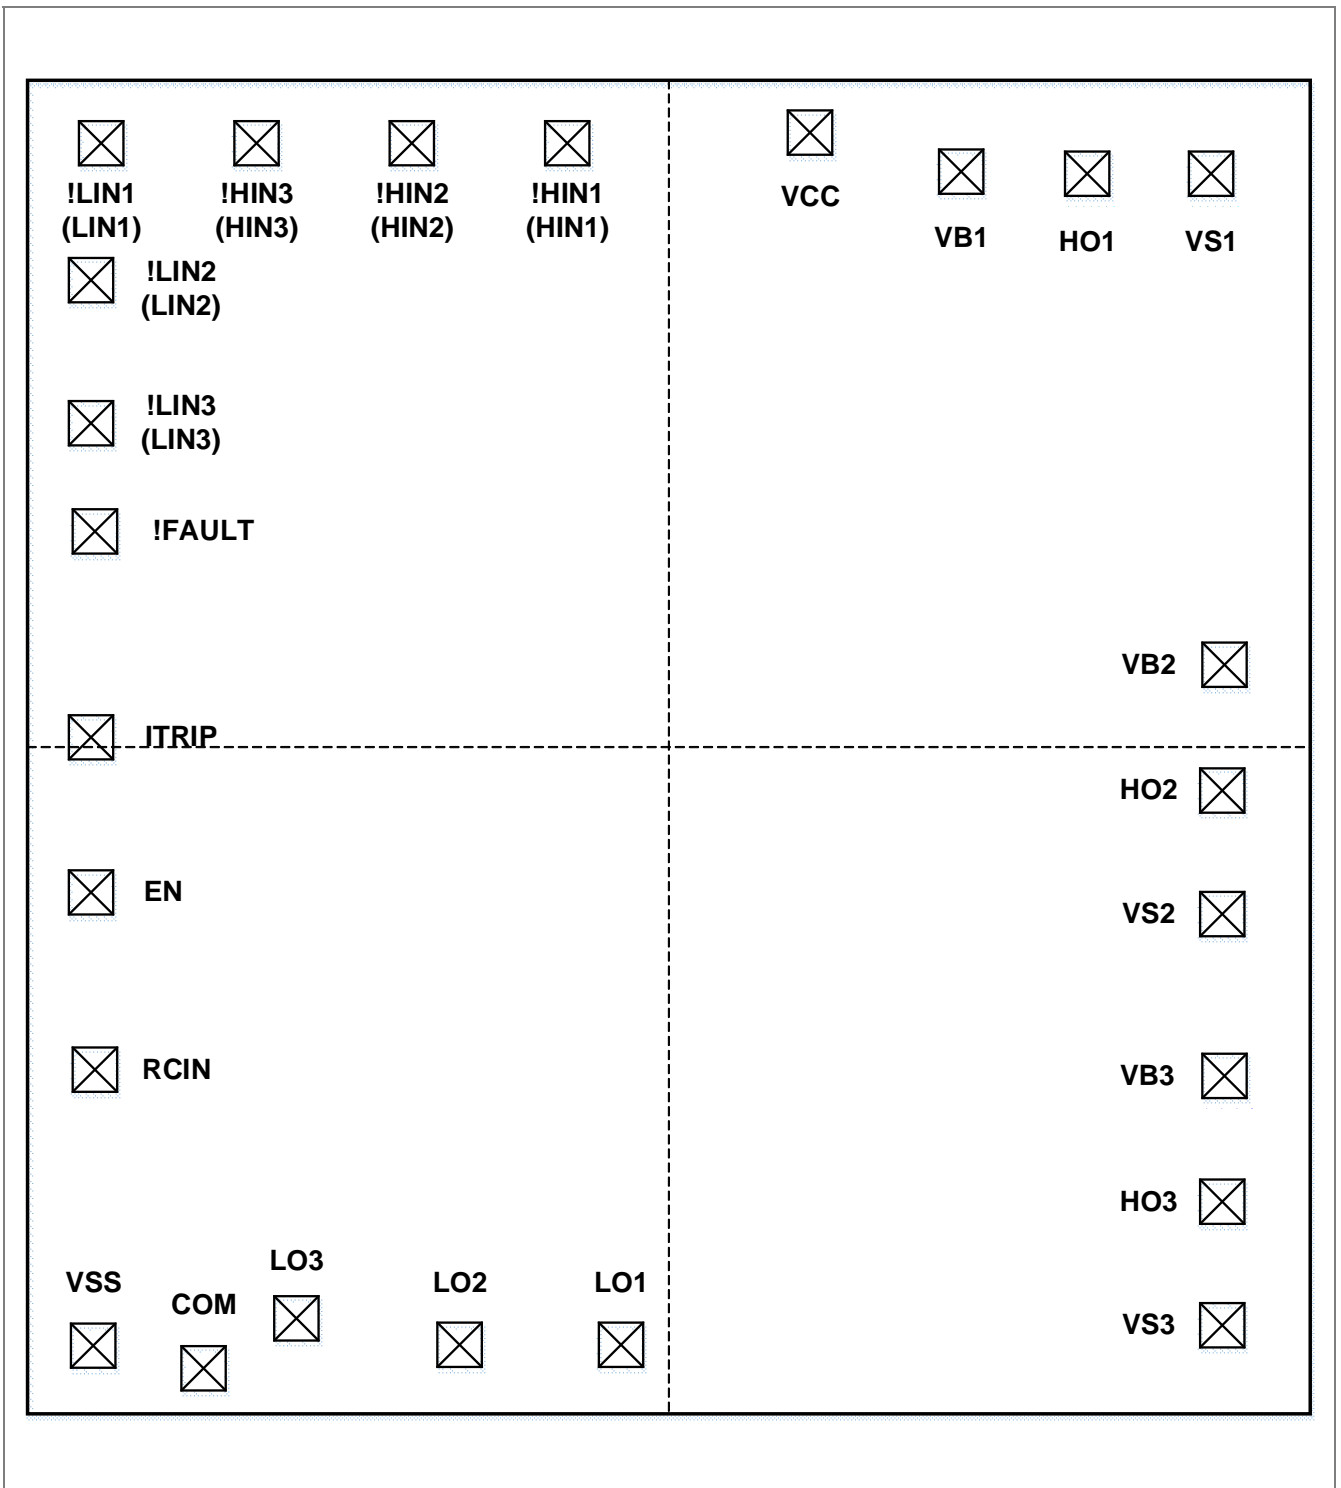 !LIN1
(LIN1)
!HIN3
(HIN3)
!HIN2
(HIN2)
!HIN1
(HIN1)
VCC
VB1
HO1
VS1
!LIN2
(LIN2)
!LIN3
(LIN3)
!FAULT
VB2
ITRIP
HO2
EN
VS2
RCIN
VB3
HO3
LO3
VSS
COM
LO2
LO1
VS3